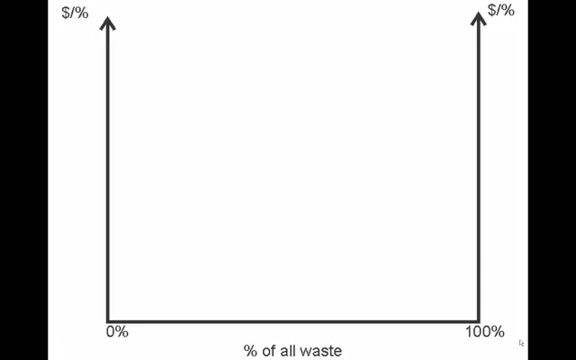 $/%
$/%
0%
100%
% of all waste